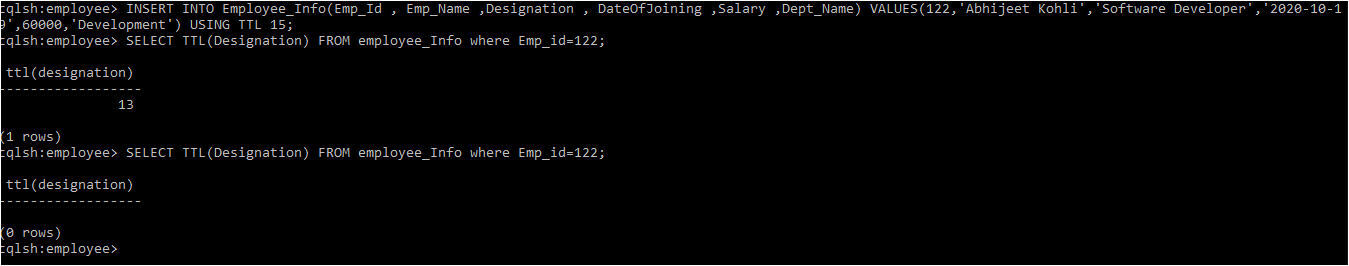 cqlsh:employee> INSERT INTO Employee_Info(Emp_Id , Emp_Name ,Designation , DateOfJoining ,Salary ,Dept_Name) VALUES(122,'Abhijeet Kohli','Software Developer','2020-10-1
0',60000,'Development') USING TTL 15;
cqlsh:employee> SELECT TTL(Designation) FROM employee_Info where Emp_id=122;
ttl(designation)
------------------
13
(1 rows)
cqlsh:employee> SELECT TTL(Designation) FROM employee_Info where Emp_id=122;
ttl(designation)
------------------
(0 rows)
cqlsh:employee>